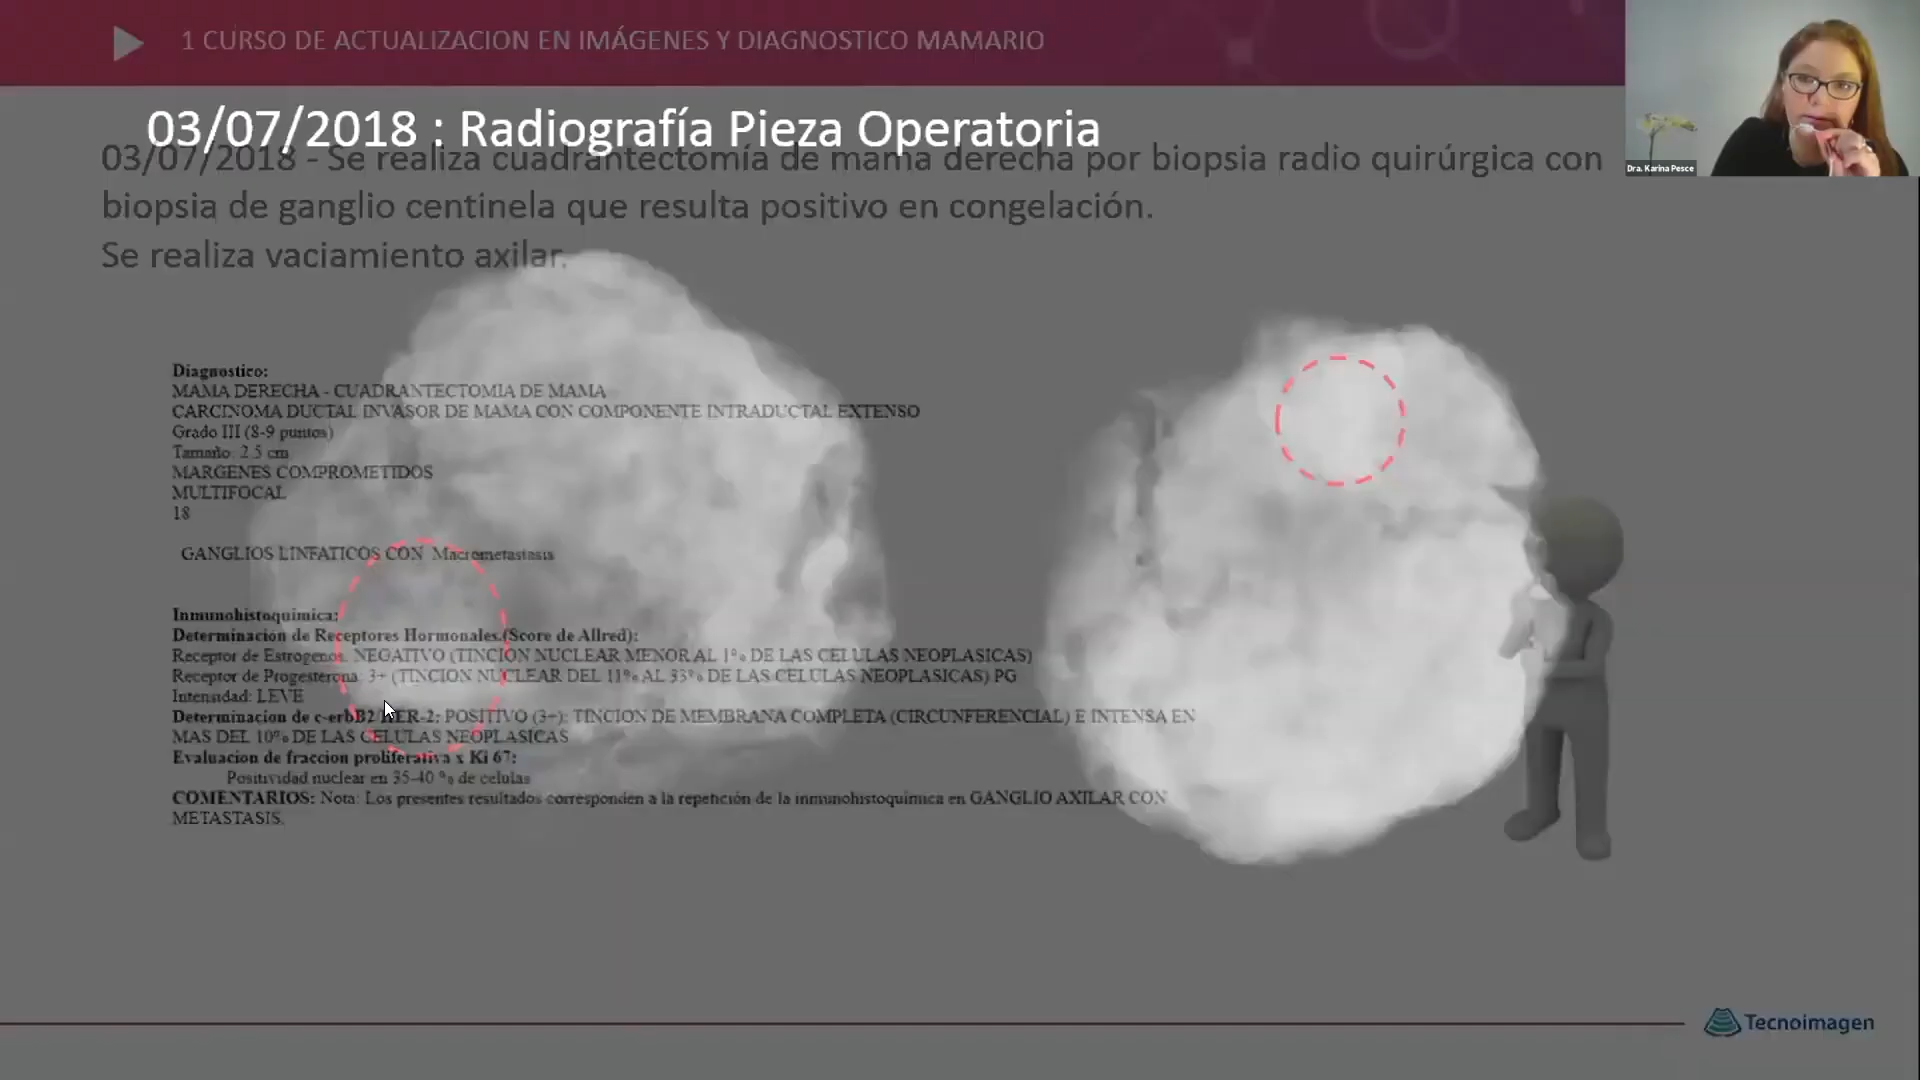 1 CURSO DE ACTUALIZACION EN IMÁGENES Y DIAGNOSTICO MAMARIO
Dra. Karina Pesce
03/07/2018 : Radiografía Pieza Operatoria
03/07/2018 - Se realiza cuadrantectomía de mama derecha por biopsia radio quirúrgica con
biopsia de ganglio centinela que resulta positivo en congelación.
Se realiza vaciamiento axilar.
Diagnostico:
MAMA DERECHA - CUADRANTECTOMIA DE MAMA
CARCINOMA DUCTAL INVASOR DE MAMA CON COMPONENTE INTRADUCTAL EXTENSO
Grado III (8-9 puntos)
Tamaño: 2.5 cm
MARGENES COMPROMETIDOS
MULTIFOCAL
18
GANGLIOS LINFATICOS CON Macrometastasis
Inmunohistoquimica:
Determinación de Receptores Hormonales.(Score de Allred):
Receptor de Estrogenos: NEGATIVO (TINCION NUCLEAR MENOR AL 1% DE LAS CELULAS NEOPLASICAS)
Receptor de Progesterona: 3+ (TINCION NUCLEAR DEL 11% AL 33% DE LAS CELULAS NEOPLASICAS) PG
Intensidad: LEVE
Determinacion de c-erbB2 HER-2: POSITIVO (3+): TINCION DE MEMBRANA COMPLETA (CIRCUNFERENCIAL) E INTENSA EN
MAS DEL 10% DE LAS CELULAS NEOPLASICAS
Evaluacion de fraccion proliferativa x Ki 67:
Positividad nuclear en 35-40 % de celulas
COMENTARIOS: Nota: Los presentes resultados corresponden a la repetición de la inmunohistoquimica en GANGLIO AXILAR CON
METASTASIS.
Tecnoimagen